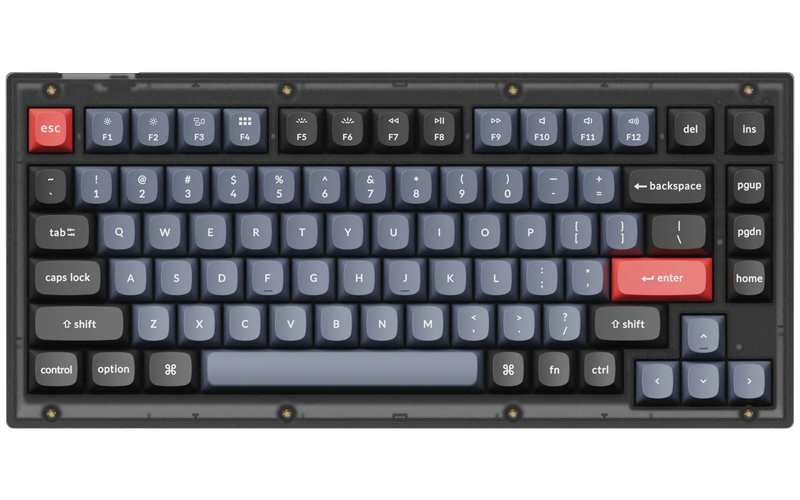 esc F1 F2 F3 F4 F5 F6 F7 F8 F9 F10 F11 F12 del ins
~ ! @ # $ % ^ & * ( ) _ +
` 1 2 3 4 5 6 7 8 9 0 - = ← backspace pgup
tab Q W E R T Y U I O P { } | pgdn
[ ] \
caps lock A S D F G H J K L : " ↵ enter home
; '
⇧ shift Z X C V B N M < > ? ⇧ shift ^
, . /
control option ⌘ ⌘ fn ctrl ‹ ⌄ ›